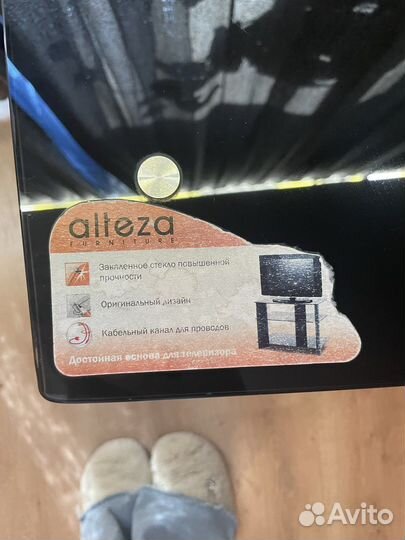 alteza
FURNITURE
Закаленное стекло повышенной
прочности
Оригинальный дизайн
Кабельный канал для проводов
Достойная основа для телевизора
Avito